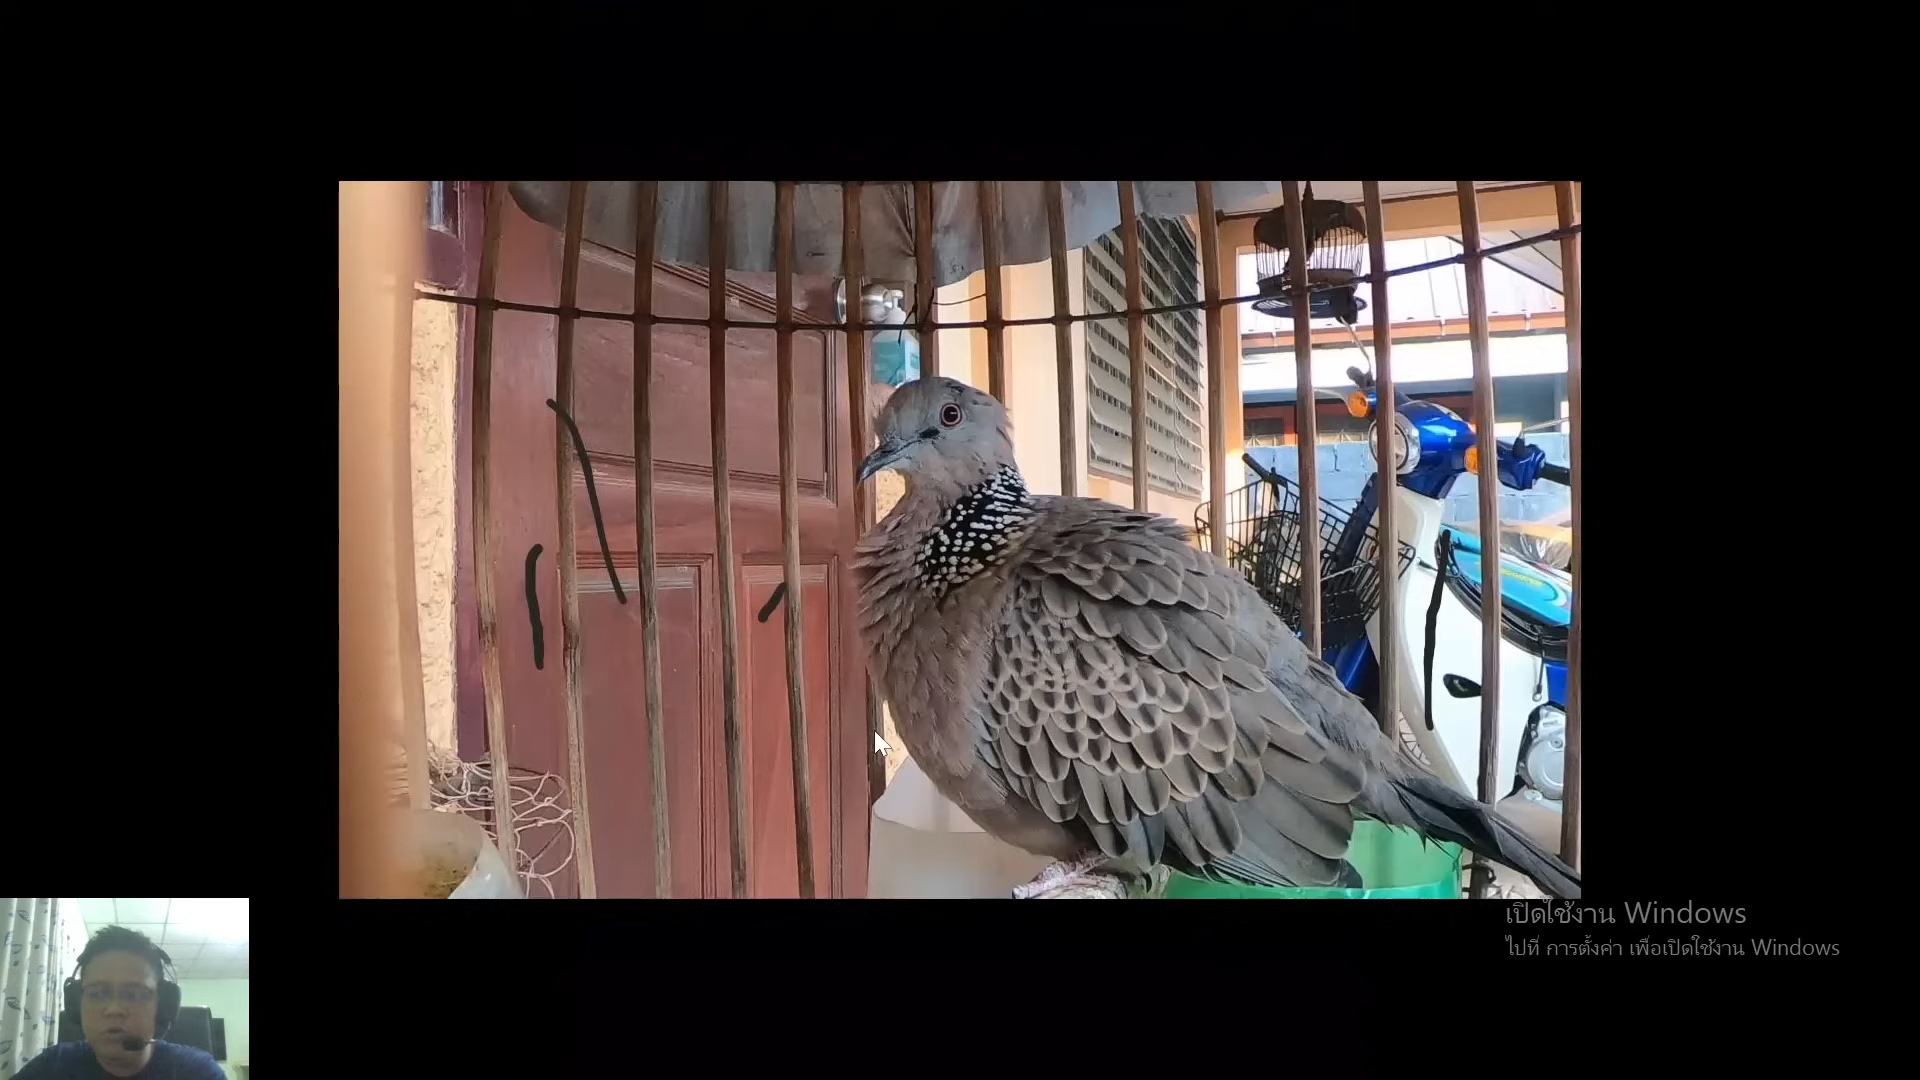 เปิดใช้งาน Windows
ไปที่ การตั้งค่า เพื่อเปิดใช้งาน Windows